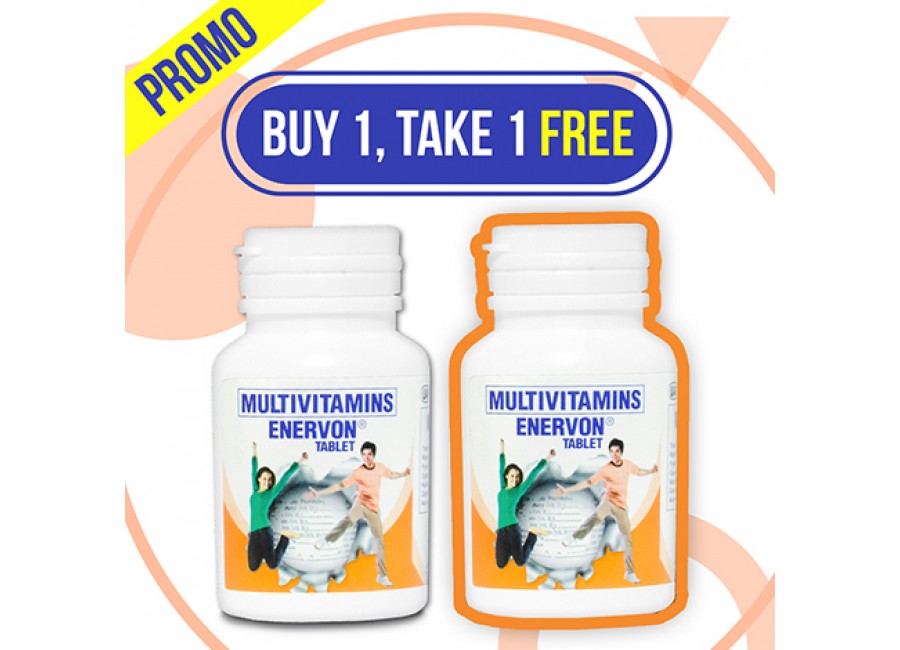 PROMO
BUY 1, TAKE 1 FREE
MULTIVITAMINS
ENERVON®
TABLET
MULTIVITAMINS
ENERVON®
TABLET